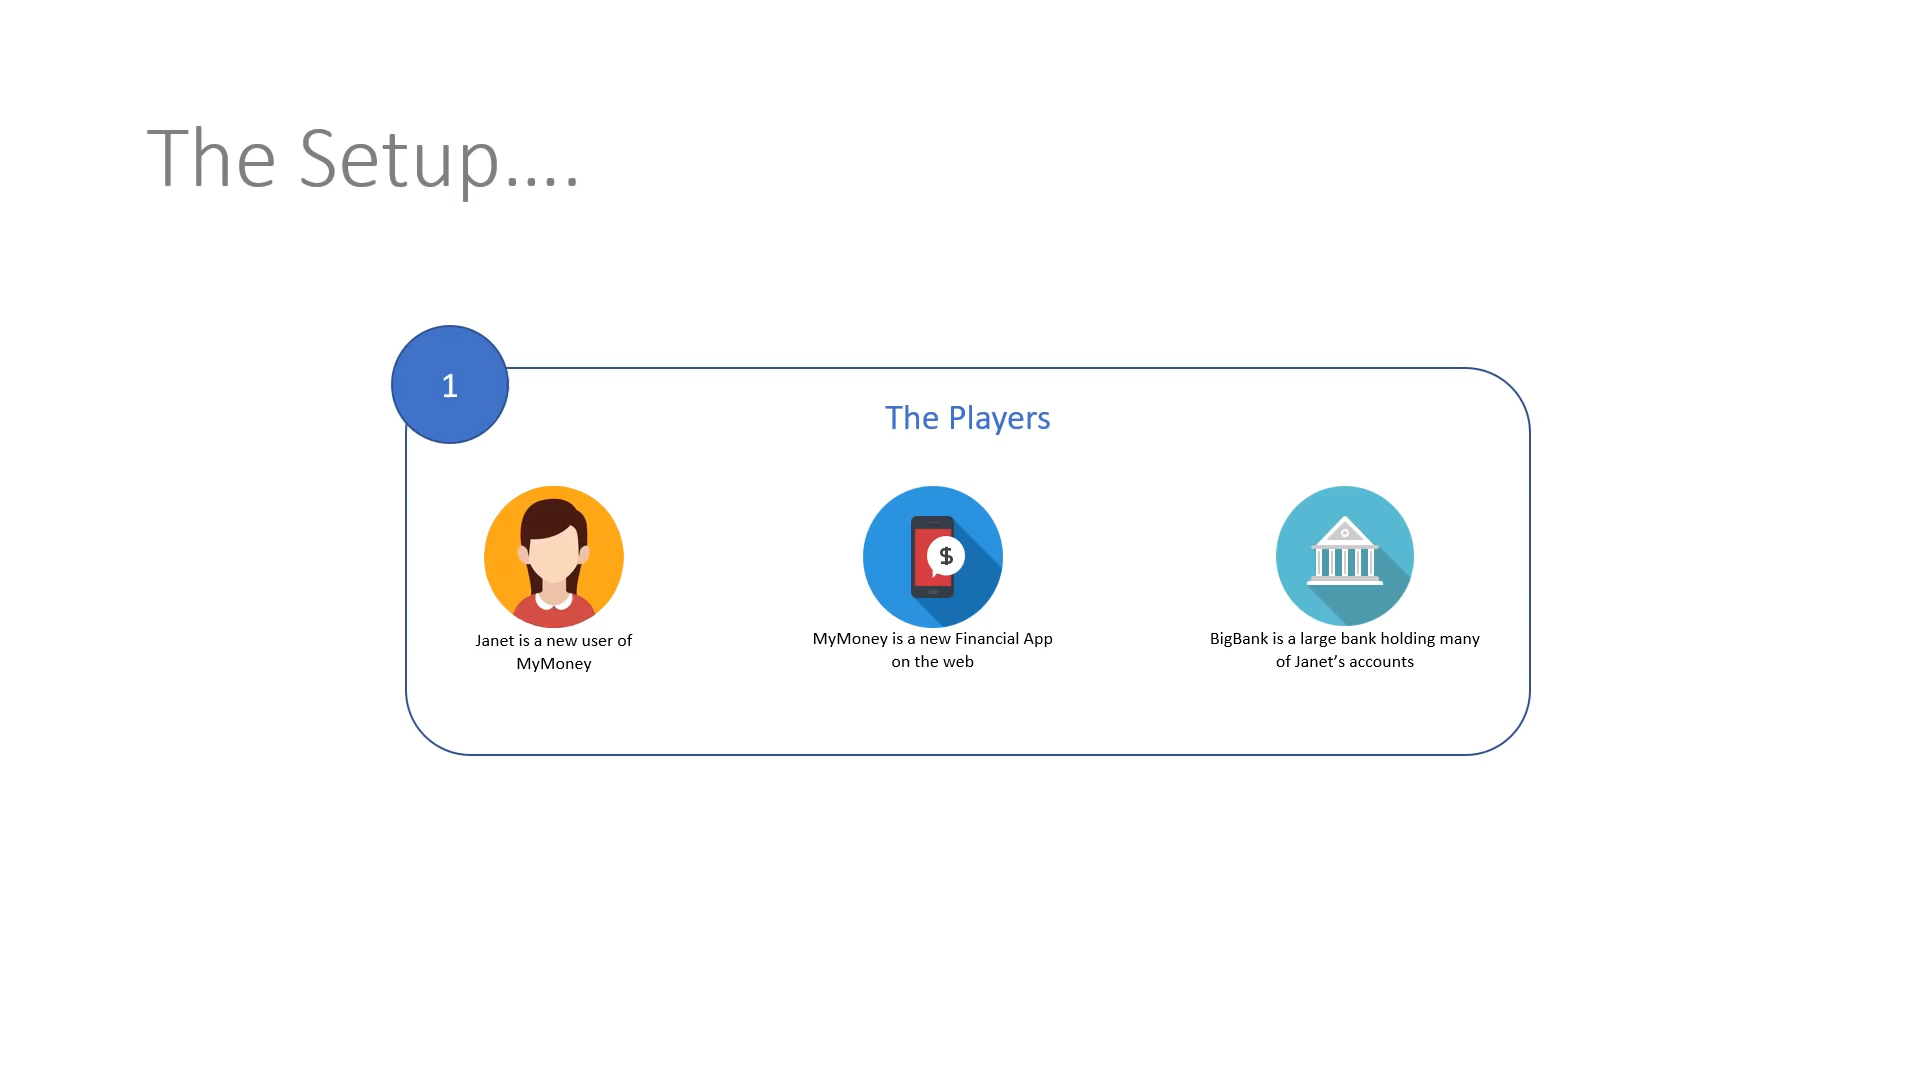 The Setup....
1
The Players
$
Janet is a new user of
MyMoney
MyMoney is a new Financial App
on the web
BigBank is a large bank holding many
of Janet’s accounts